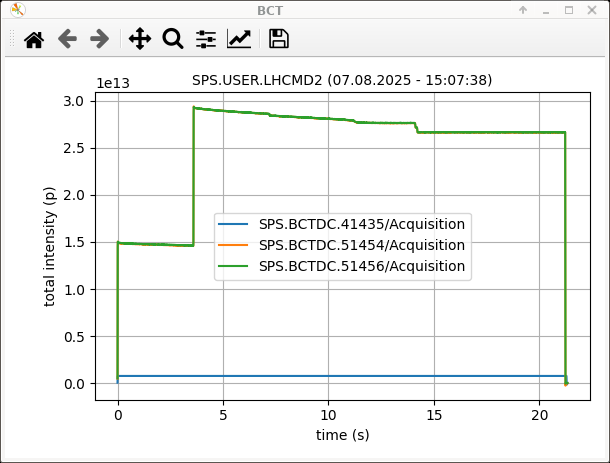 BCT
SPS.USER.LHCMD2 (07.08.2025 - 15:07:38)
1e13
3.0
2.5
2.0
1.5
1.0
0.5
0.0
total intensity (p)
SPS.BCTDC.41435/Acquisition
SPS.BCTDC.51454/Acquisition
SPS.BCTDC.51456/Acquisition
0 5 10 15 20
time (s)